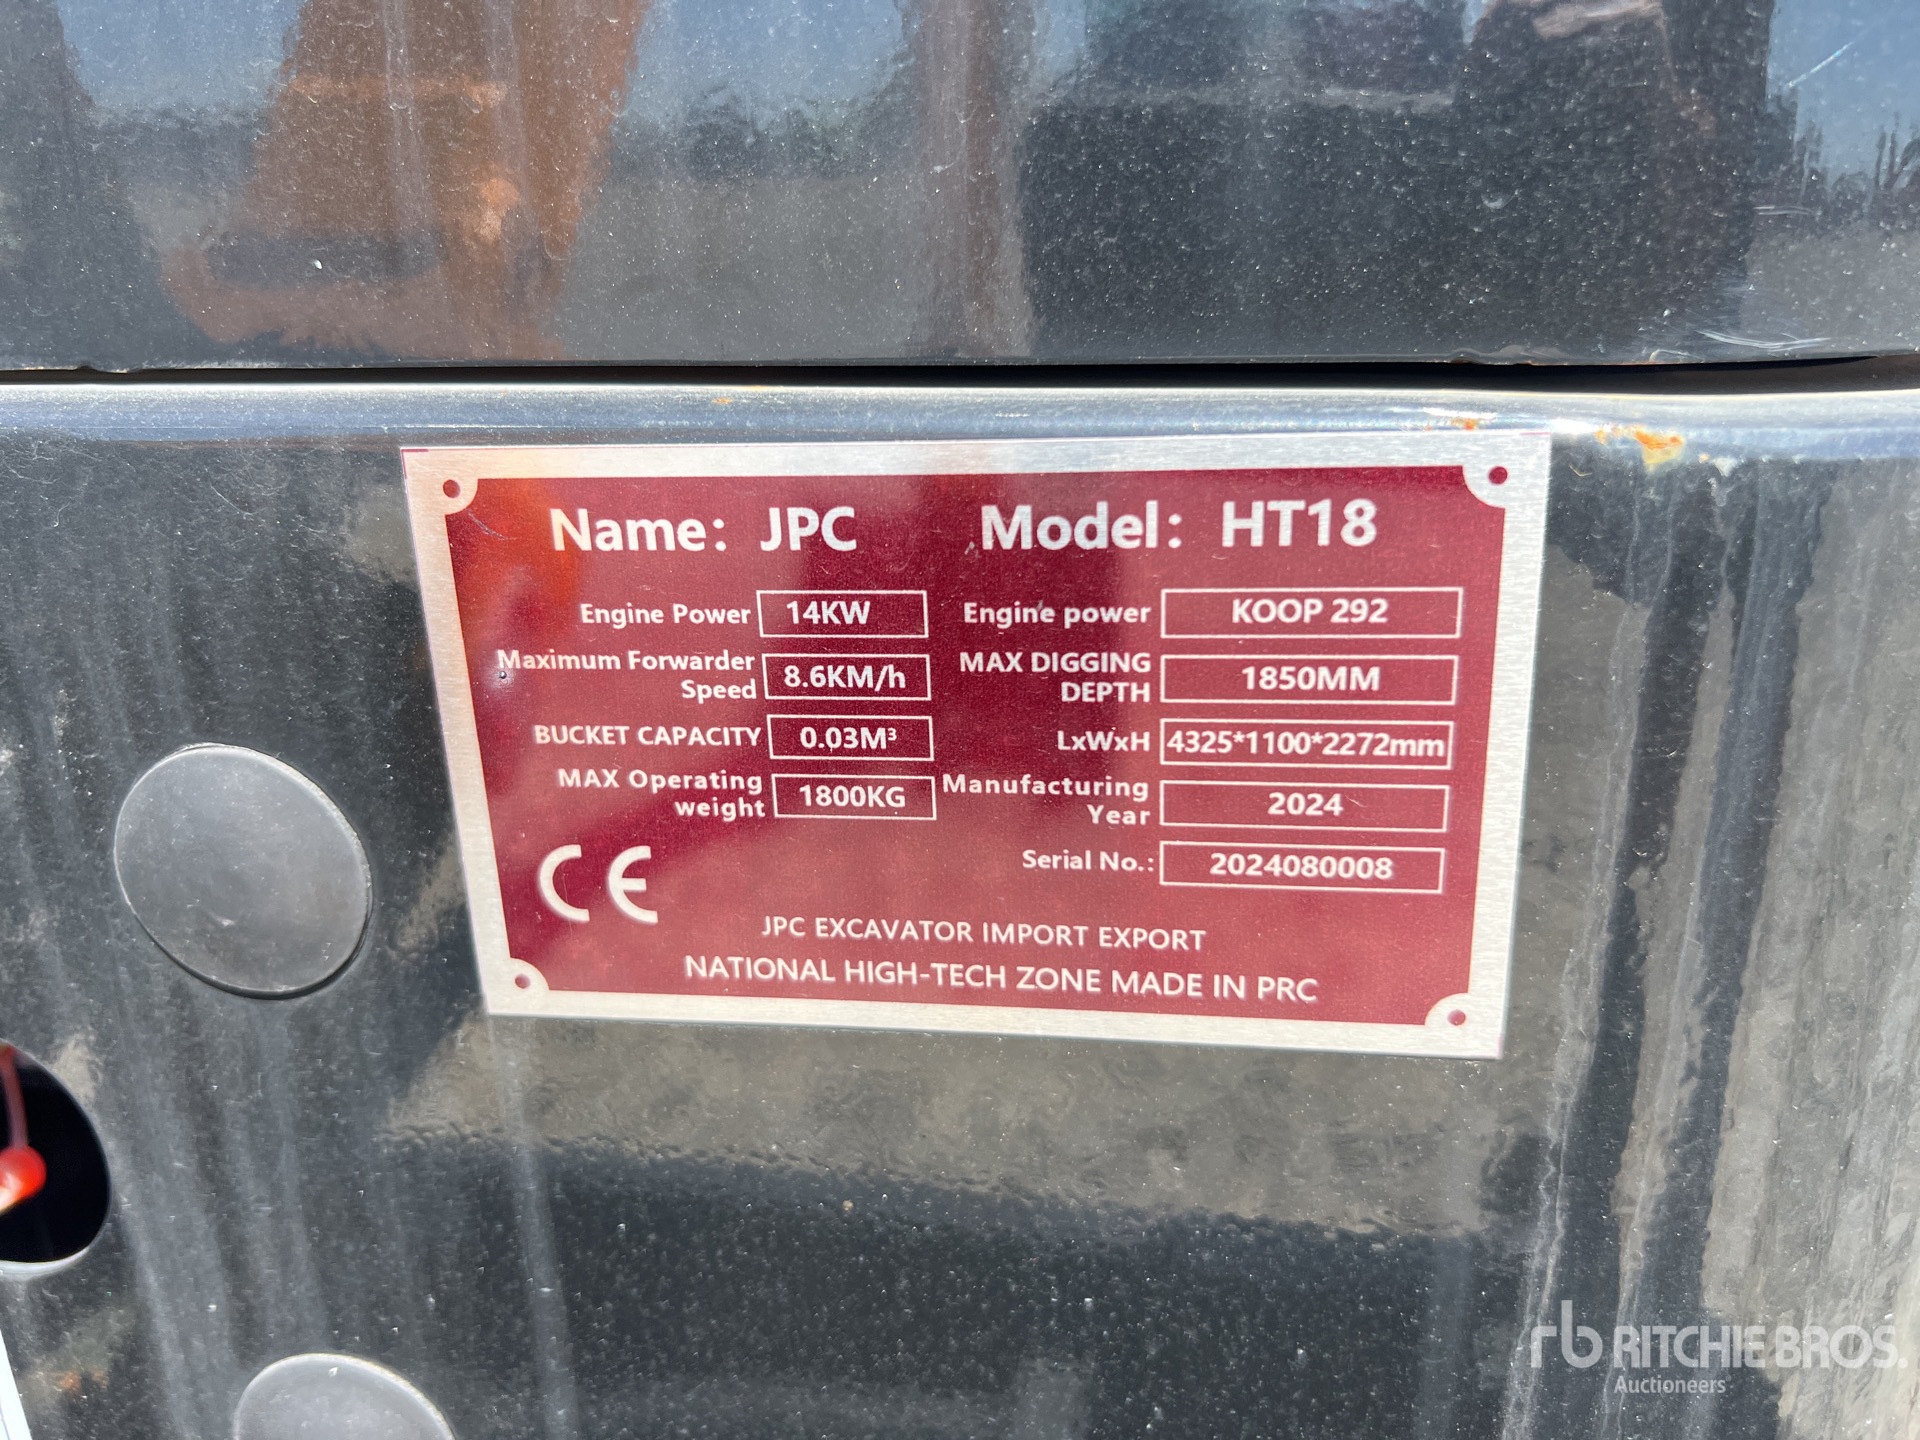 Name: JPC Model: HT18
Engine Power 14KW Engine power KOOP 292
Maximum Forwarder Speed 8.6KM/h MAX DIGGING DEPTH 1850MM
BUCKET CAPACITY 0.03M³ LxWxH 4325*1100*2272mm
MAX Operating weight 1800KG Manufacturing Year 2024
Serial No.: 2024080008
CE
JPC EXCAVATOR IMPORT EXPORT
NATIONAL HIGH-TECH ZONE MADE IN PRC
rb RITCHIE BROS.
Auctioneers